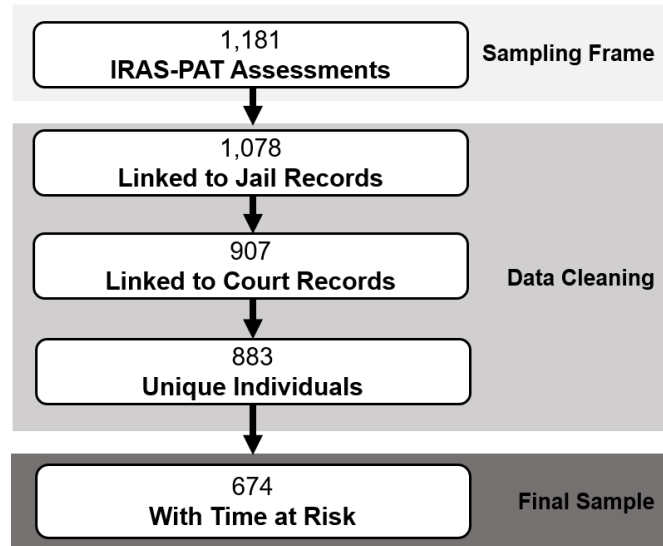 1,181
IRAS-PAT Assessments
Sampling Frame
1,078
Linked to Jail Records
907
Linked to Court Records
Data Cleaning
883
Unique Individuals
674
With Time at Risk
Final Sample